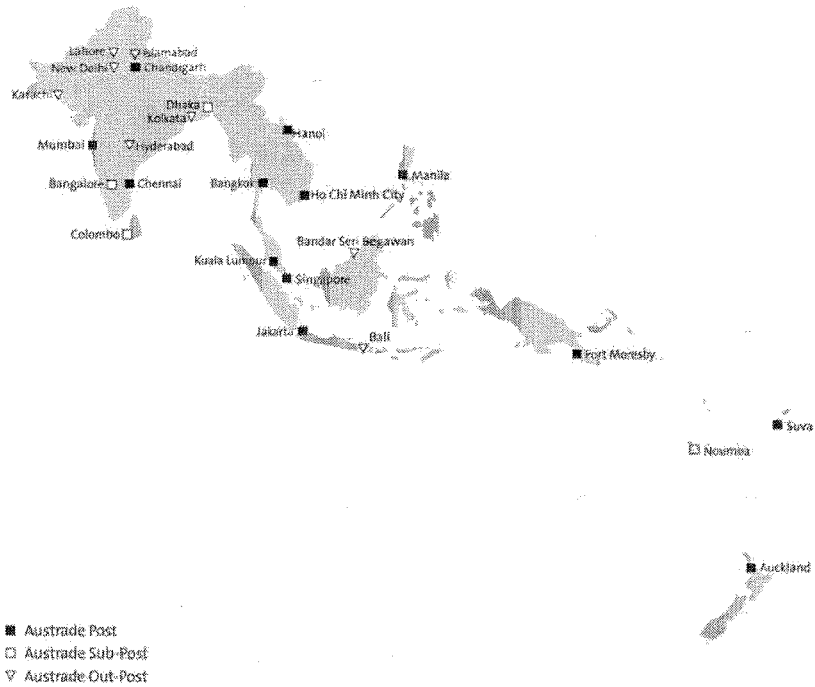 Lahore
Islamabad
New Delhi
Chandigarh
Karachi
Dhaka
Kolkata
Hanoi
Mumbai
Hyderabad
Manila
Bangalore
Chennai
Bangkok
Ho Chi Minh City
Colombo
Bandar Seri Begawan
Kuala Lumpur
Singapore
Jakarta
Bali
Port Moresby
Suva
Noumea
Auckland
Austrade Post
Austrade Sub-Post
Austrade Out-Post